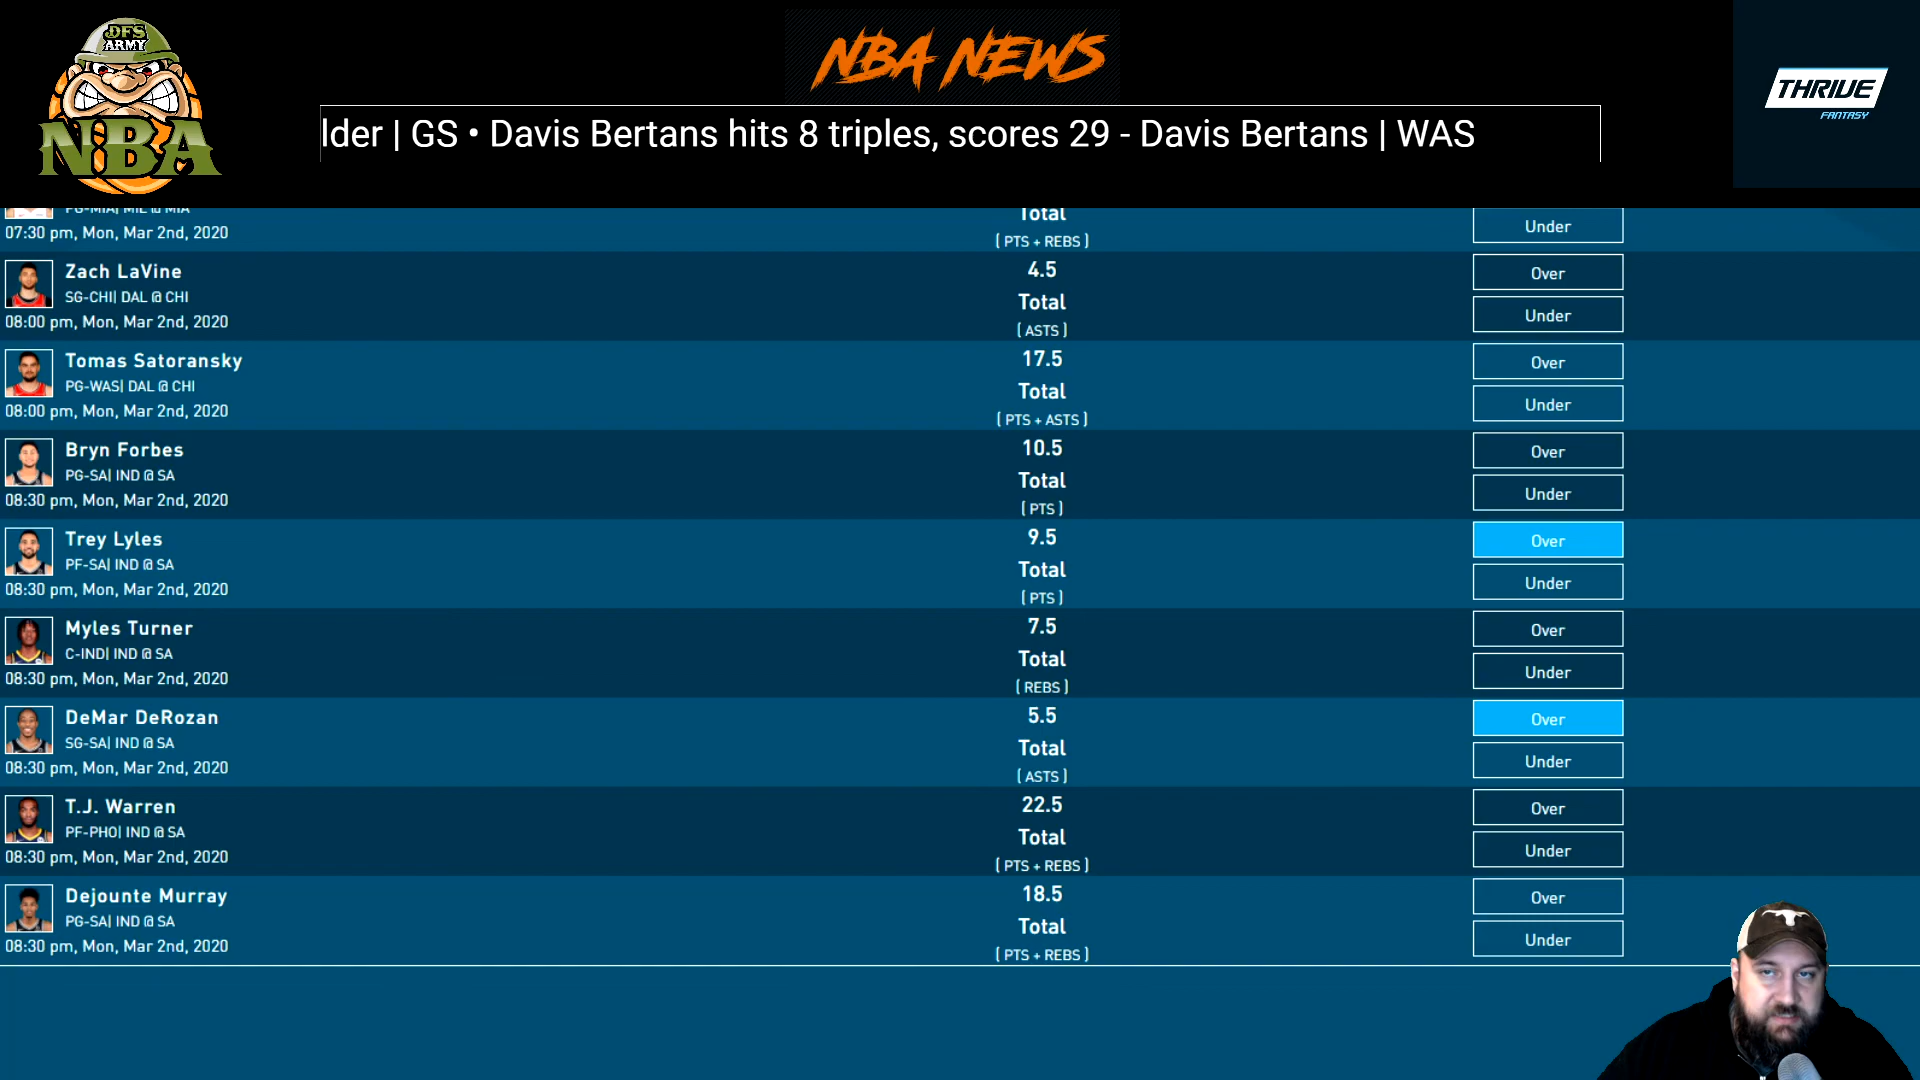 DFS
ARMY
NBA
NBA NEWS
lder | GS • Davis Bertans hits 8 triples, scores 29 - Davis Bertans | WAS
THRIVE
FANTASY
PG-MIA| MIL @ MIA
07:30 pm, Mon, Mar 2nd, 2020
Total
( PTS + REBS )
Under
Zach LaVine
SG-CHI| DAL @ CHI
08:00 pm, Mon, Mar 2nd, 2020
4.5
Total
( ASTS )
Over
Under
Tomas Satoransky
PG-WAS| DAL @ CHI
08:00 pm, Mon, Mar 2nd, 2020
17.5
Total
( PTS + ASTS )
Over
Under
Bryn Forbes
PG-SA| IND @ SA
08:30 pm, Mon, Mar 2nd, 2020
10.5
Total
( PTS )
Over
Under
Trey Lyles
PF-SA| IND @ SA
08:30 pm, Mon, Mar 2nd, 2020
9.5
Total
( PTS )
Over
Under
Myles Turner
C-IND| IND @ SA
08:30 pm, Mon, Mar 2nd, 2020
7.5
Total
( REBS )
Over
Under
DeMar DeRozan
SG-SA| IND @ SA
08:30 pm, Mon, Mar 2nd, 2020
5.5
Total
( ASTS )
Over
Under
T.J. Warren
PF-PHO| IND @ SA
08:30 pm, Mon, Mar 2nd, 2020
22.5
Total
( PTS + REBS )
Over
Under
Dejounte Murray
PG-SA| IND @ SA
08:30 pm, Mon, Mar 2nd, 2020
18.5
Total
( PTS + REBS )
Over
Under